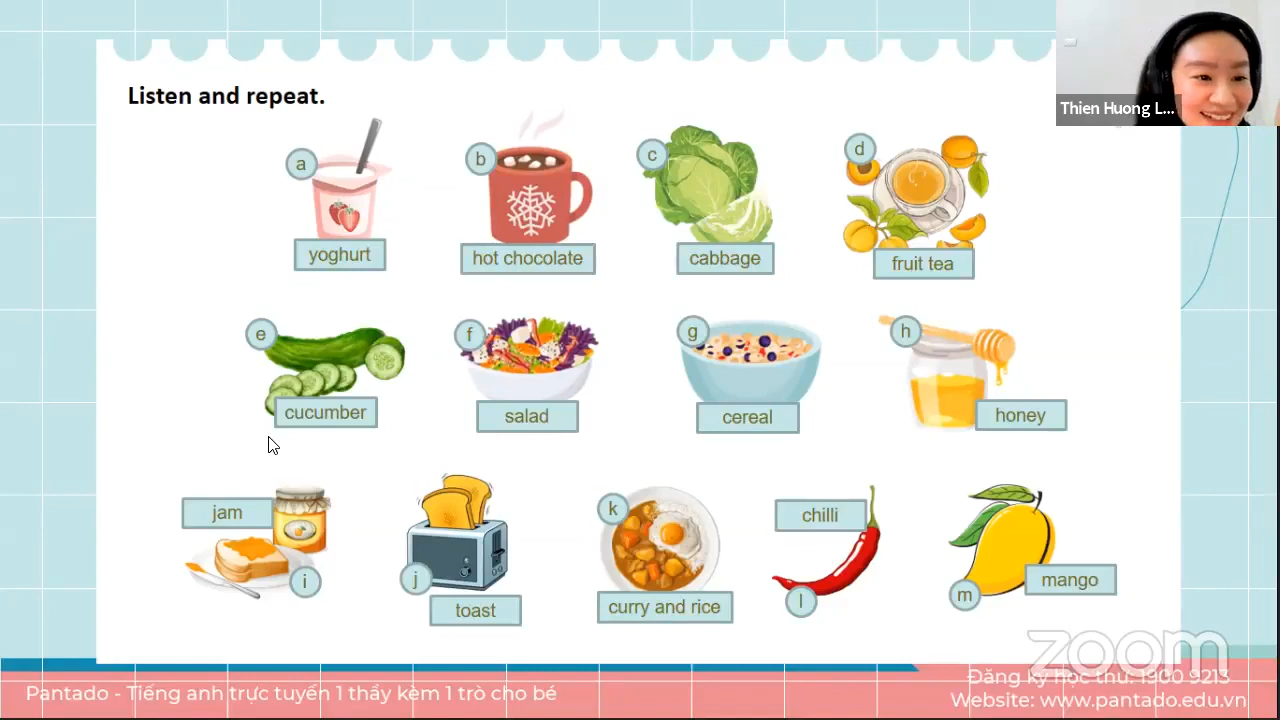 Listen and repeat.
Thien Huong L...
a
b
c
d
yoghurt
hot chocolate
cabbage
fruit tea
e
f
g
h
cucumber
salad
cereal
honey
jam
i
j
toast
k
curry and rice
chilli
l
m
mango
zoom
Pantado - Tiếng anh trực tuyến 1 thầy kèm 1 trò cho bé
Đăng ký học thử: 1900 9213
Website: www.pantado.edu.vn